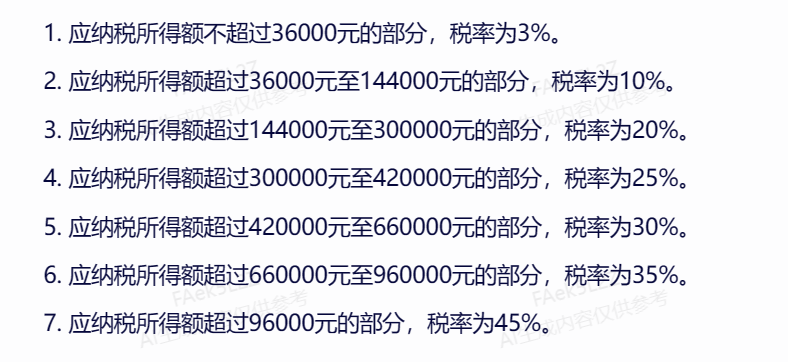 1. 应纳税所得额不超过36000元的部分，税率为3%。
2. 应纳税所得额超过36000元至144000元的部分，税率为10%。
3. 应纳税所得额超过144000元至300000元的部分，税率为20%。
4. 应纳税所得额超过300000元至420000元的部分，税率为25%。
5. 应纳税所得额超过420000元至660000元的部分，税率为30%。
6. 应纳税所得额超过660000元至960000元的部分，税率为35%。
7. 应纳税所得额超过96000元的部分，税率为45%。